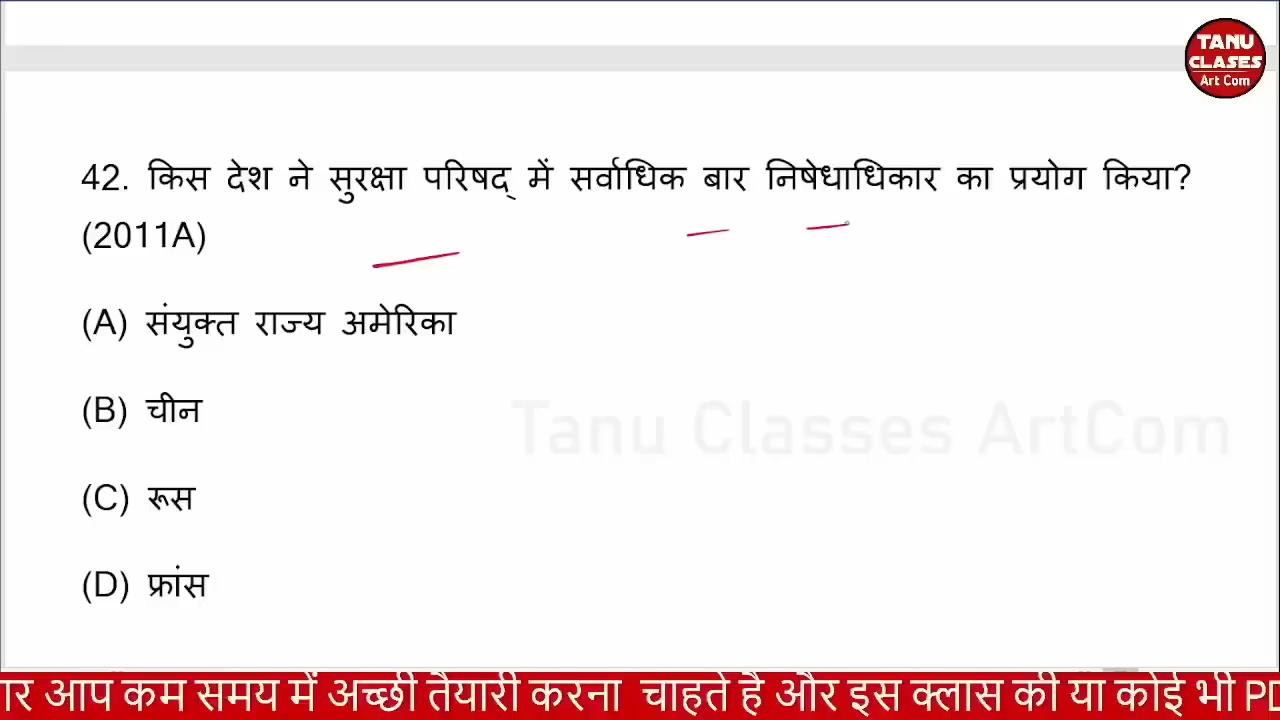 TANU
CLASES
Art Com
42. किस देश ने सुरक्षा परिषद् में सर्वाधिक बार निषेधाधिकार का प्रयोग किया?
(2011A)
(A) संयुक्त राज्य अमेरिका
(B) चीन
Tanu Classes ArtCom
(C) रूस
(D) फ्रांस
ार आप कम समय में अच्छी तैयारी करना चाहते है और इस क्लास की या कोई भी PD